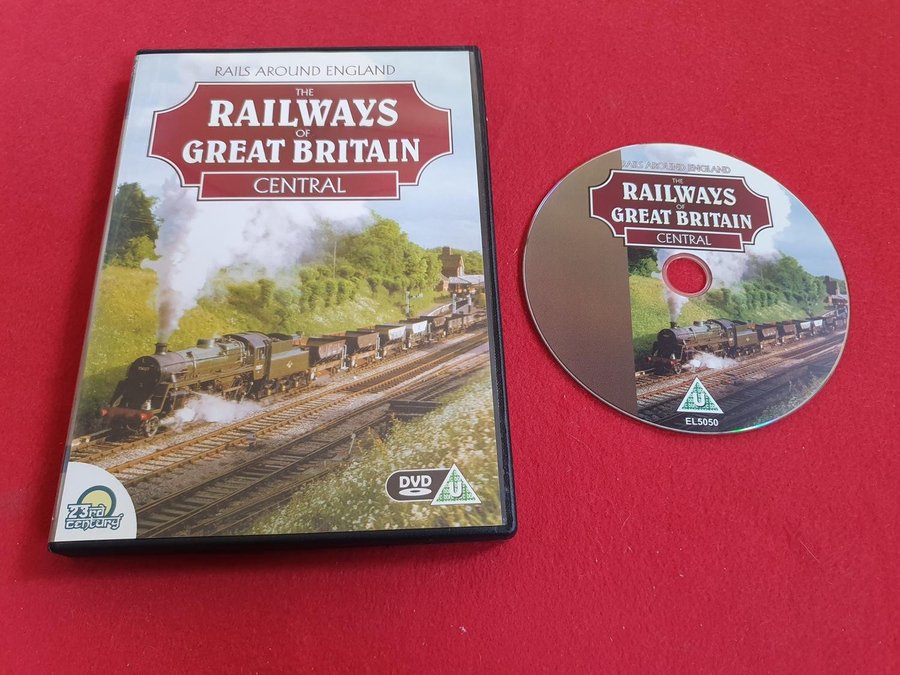 RAILS AROUND ENGLAND
THE
RAILWAYS
OF
GREAT BRITAIN
CENTRAL
DVD
U
23rd
century
RAILS AROUND ENGLAND
THE
RAILWAYS
OF
GREAT BRITAIN
CENTRAL
U
EL5050